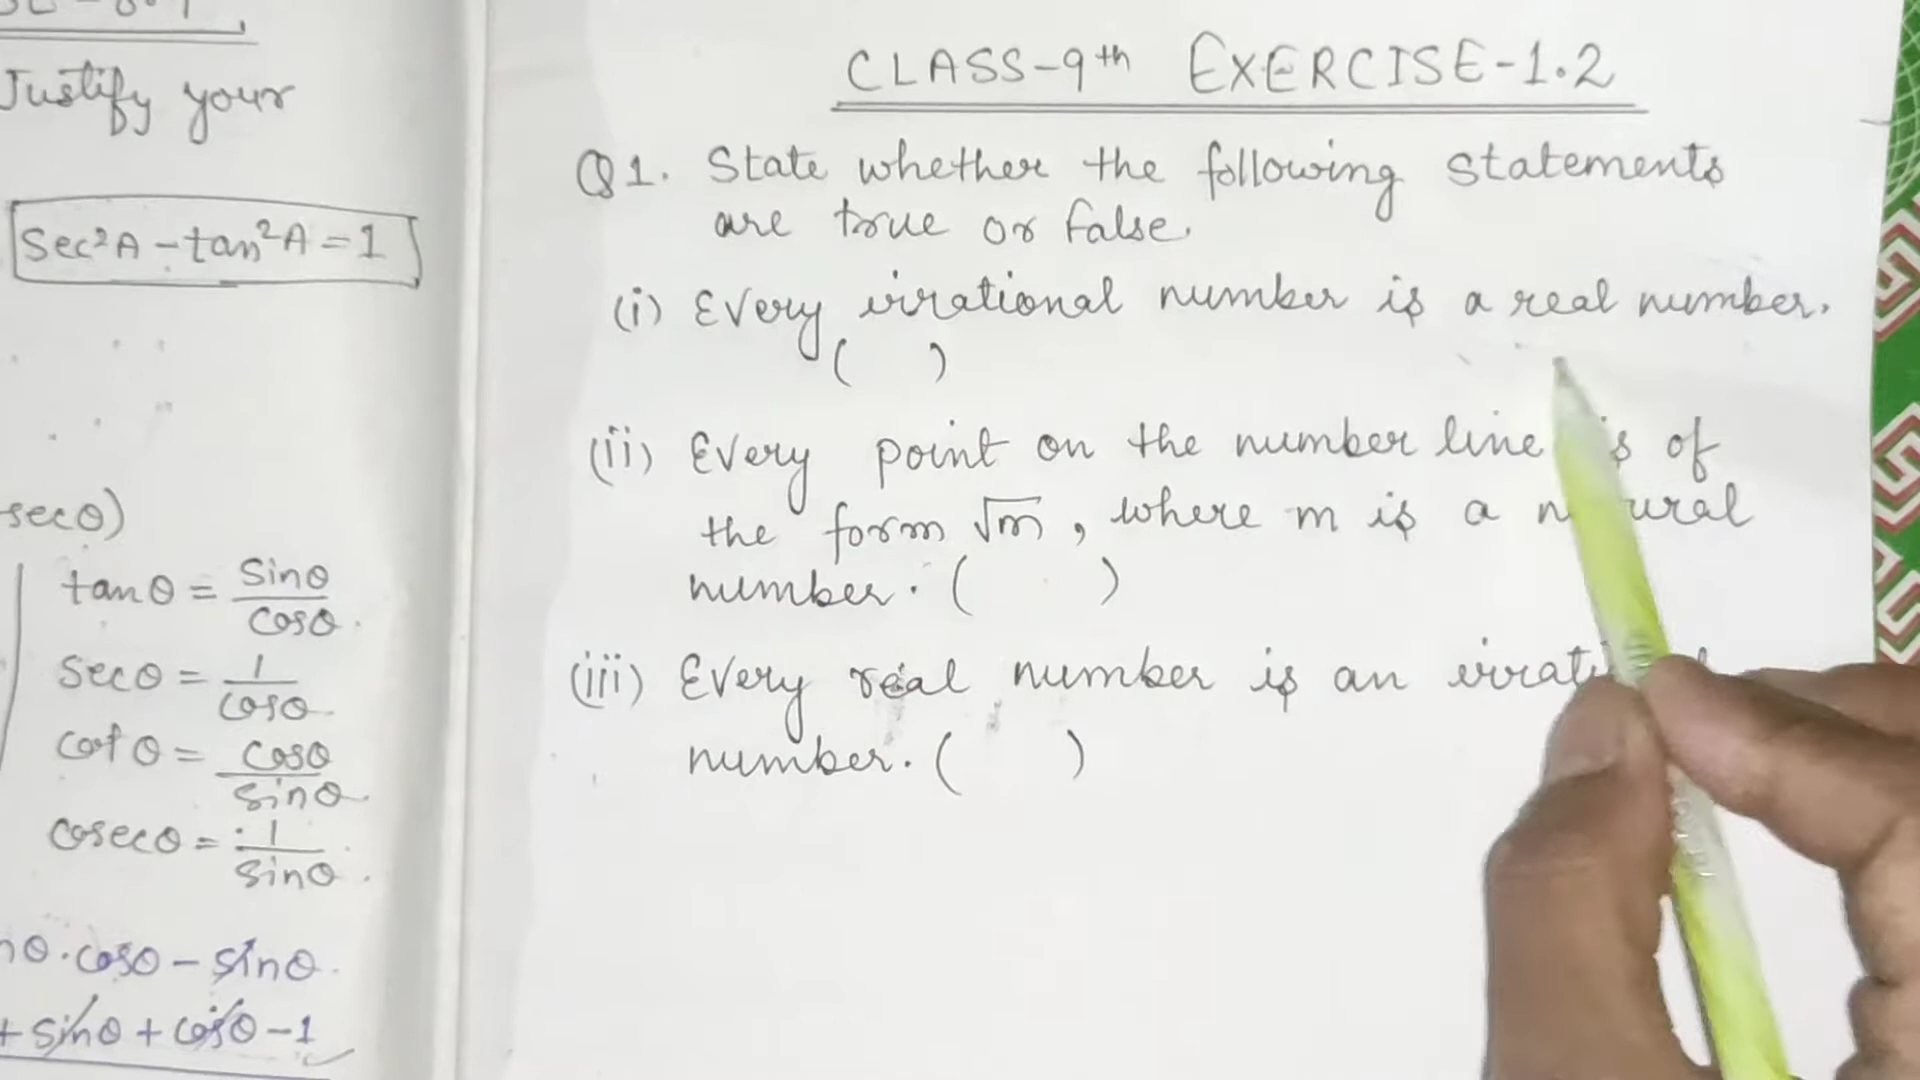 Justify your
Sec²A - tan²A = 1
secθ)
tanθ = sinθ/cosθ.
secθ = 1/cosθ
cotθ = cosθ/sinθ
cosecθ = 1/sinθ.
θ.cosθ - sinθ.
+ sinθ + cosθ - 1
CLASS-9th EXERCISE-1.2
Q1. State whether the following statements
are true or false.
(i) Every irrational number is a real number.
( )
(ii) Every point on the number line is of
the form √m, where m is a natural
number. ( )
(iii) Every real number is an
number. ( )